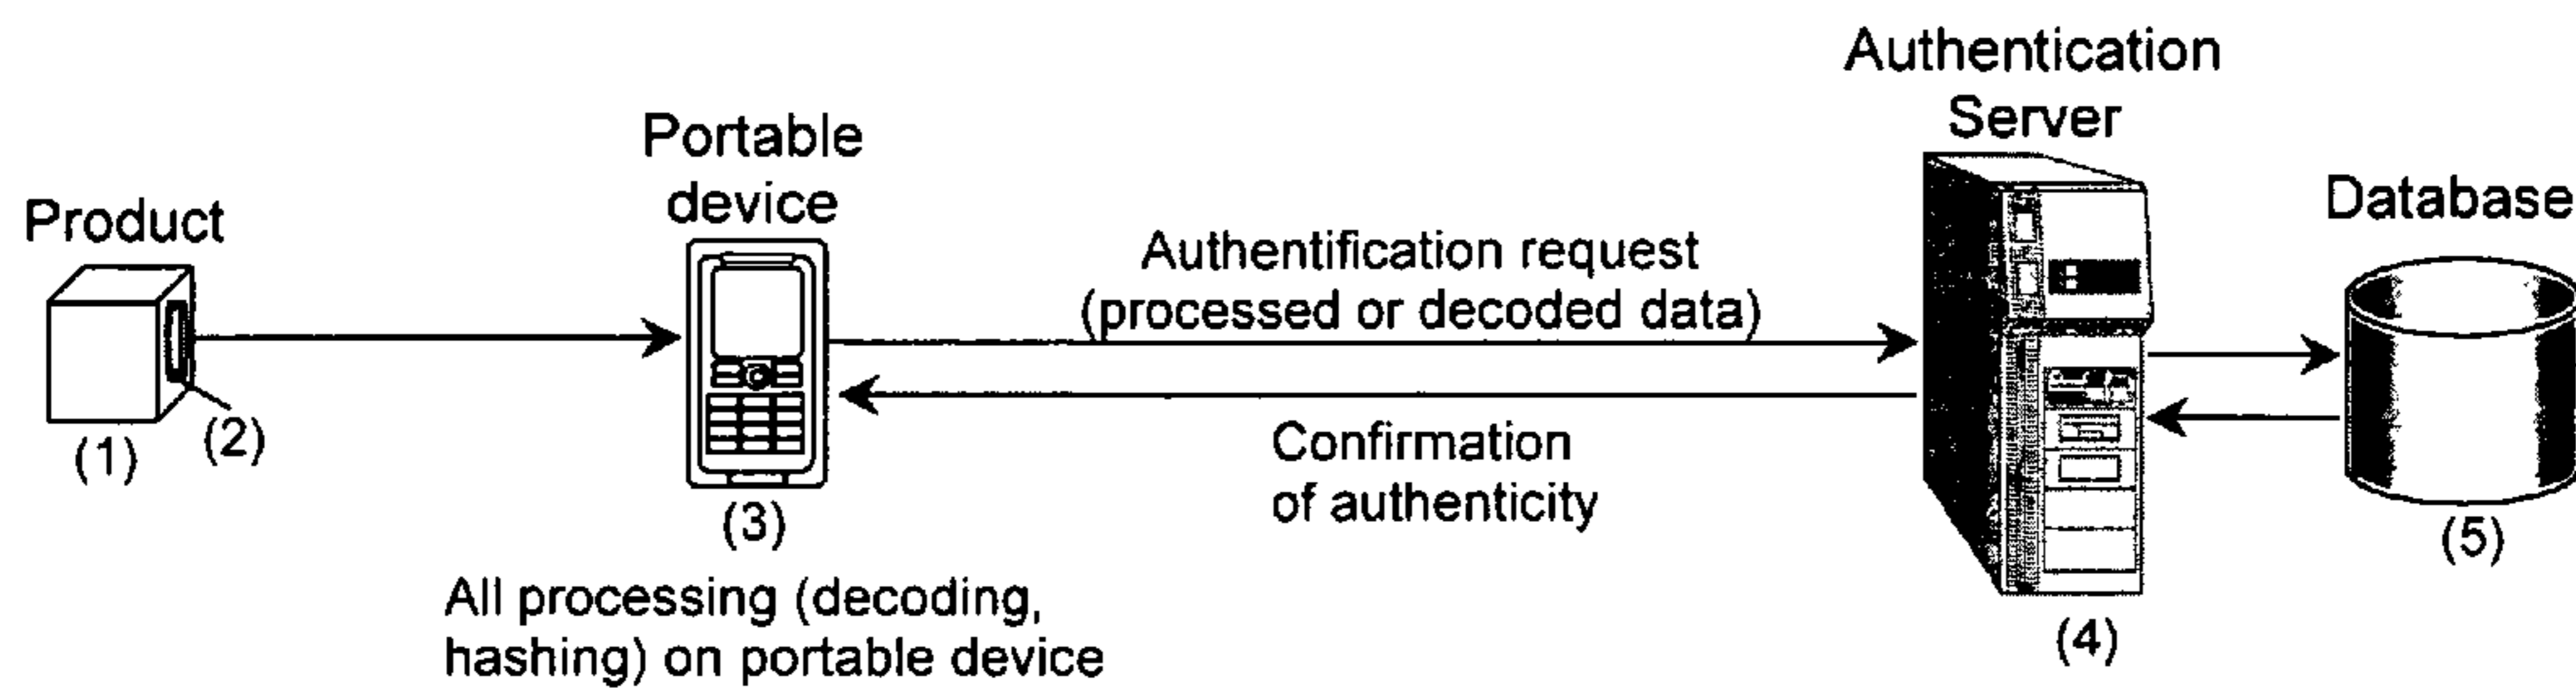 Product
(1)
(2)
Portable
device
(3)
All processing (decoding,
hashing) on portable device
Authentification request
(processed or decoded data)
Confirmation
of authenticity
Authentication
Server
(4)
Database
(5)